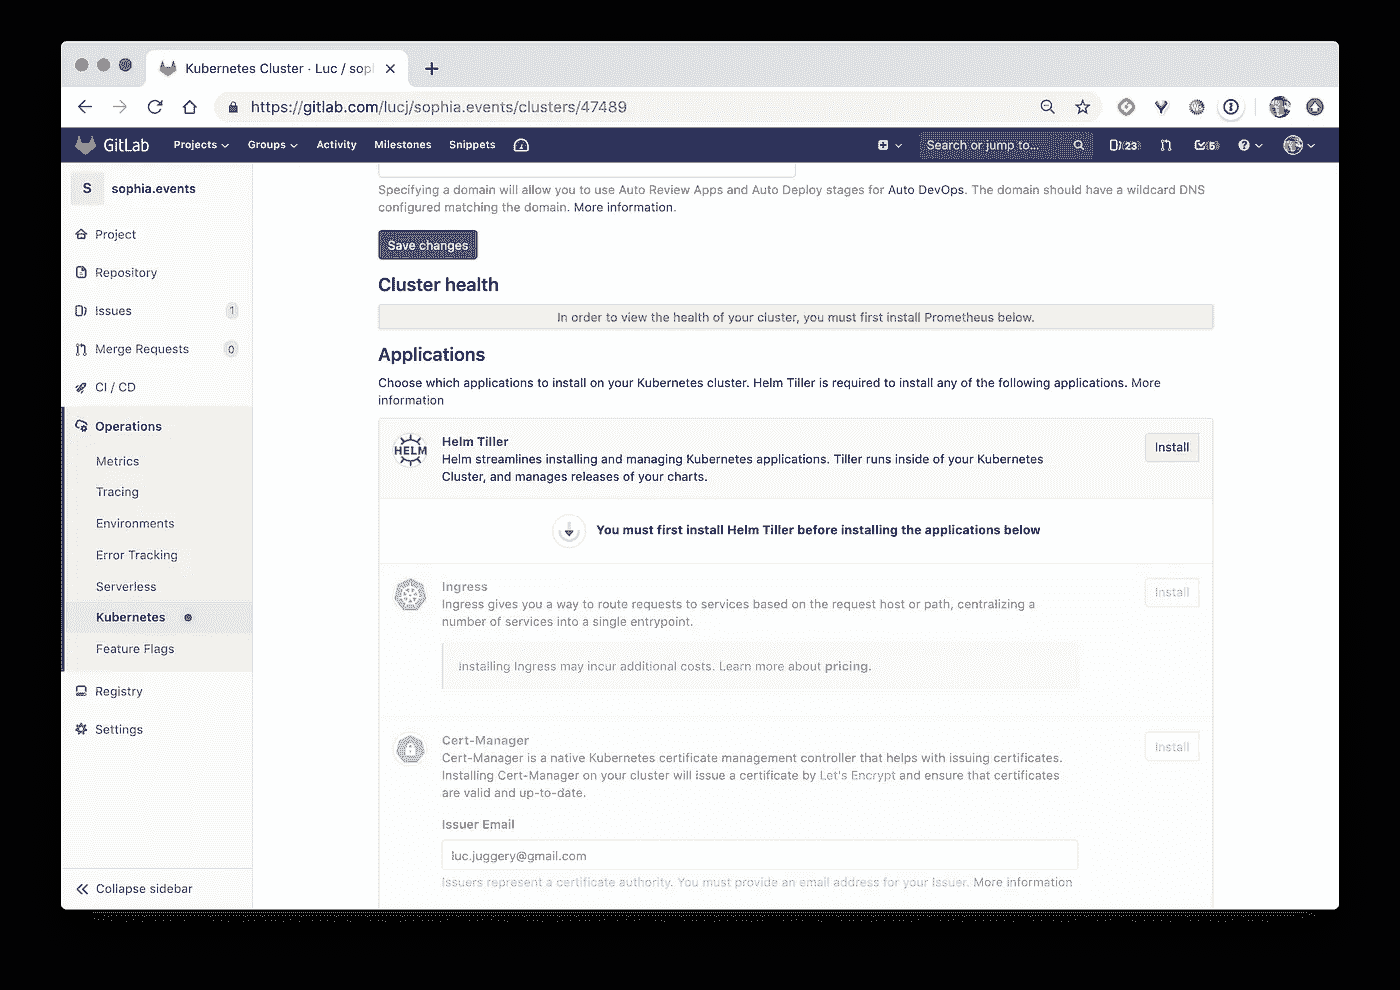 Kubernetes Cluster · Luc / sop
https://gitlab.com/lucj/sophia.events/clusters/47489
GitLab Projects Groups Activity Milestones Snippets Search or jump to... 23 5
S sophia.events
Project
Repository
Issues 1
Merge Requests 0
CI / CD
Operations
Metrics
Tracing
Environments
Error Tracking
Serverless
Kubernetes
Feature Flags
Registry
Settings
Collapse sidebar
Specifying a domain will allow you to use Auto Review Apps and Auto Deploy stages for Auto DevOps. The domain should have a wildcard DNS
configured matching the domain. More information.
Save changes
Cluster health
In order to view the health of your cluster, you must first install Prometheus below.
Applications
Choose which applications to install on your Kubernetes cluster. Helm Tiller is required to install any of the following applications. More
information
HELM
Helm Tiller
Install
Helm streamlines installing and managing Kubernetes applications. Tiller runs inside of your Kubernetes
Cluster, and manages releases of your charts.
You must first install Helm Tiller before installing the applications below
Ingress
Install
Ingress gives you a way to route requests to services based on the request host or path, centralizing a
number of services into a single entrypoint.
Installing Ingress may incur additional costs. Learn more about pricing.
Cert-Manager
Install
Cert-Manager is a native Kubernetes certificate management controller that helps with issuing certificates.
Installing Cert-Manager on your cluster will issue a certificate by Let's Encrypt and ensure that certificates
are valid and up-to-date.
Issuer Email
luc.juggery@gmail.com
Issuers represent a certificate authority. You must provide an email address for your Issuer. More information